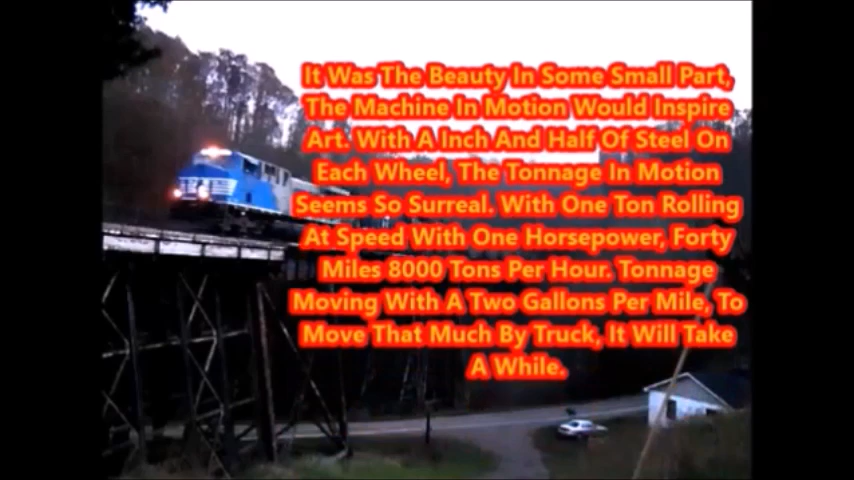 It Was The Beauty In Some Small Part,
The Machine In Motion Would Inspire
Art. With A Inch And Half Of Steel On
Each Wheel, The Tonnage In Motion
Seems So Surreal. With One Ton Rolling
At Speed With One Horsepower, Forty
Miles 8000 Tons Per Hour. Tonnage
Moving With A Two Gallons Per Mile, To
Move That Much By Truck, It Will Take
A While.